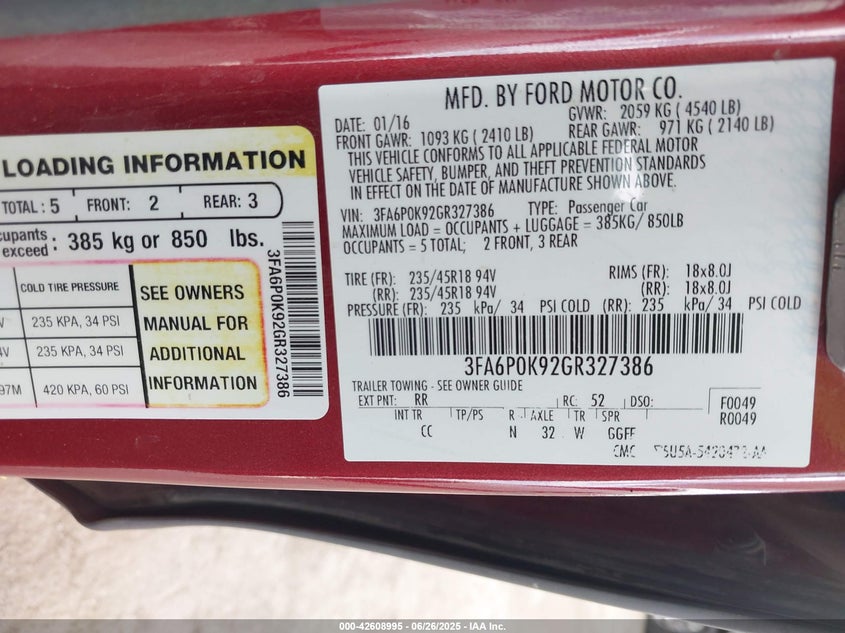 LOADING INFORMATION
TOTAL : 5 FRONT: 2 REAR: 3
385 kg or 850 lbs.
exceed :
COLD TIRE PRESSURE
235 KPA, 34 PSI
235 KPA, 34 PSI
97M 420 KPA, 60 PSI
SEE OWNERS
MANUAL FOR
ADDITIONAL
INFORMATION
3FA6P0K92GR327386
MFD. BY FORD MOTOR CO.
DATE: 01/16 GVWR: 2059 KG ( 4540 LB)
FRONT GAWR: 1093 KG ( 2410 LB) REAR GAWR: 971 KG ( 2140 LB)
THIS VEHICLE CONFORMS TO ALL APPLICABLE FEDERAL MOTOR
VEHICLE SAFETY, BUMPER, AND THEFT PREVENTION STANDARDS
IN EFFECT ON THE DATE OF MANUFACTURE SHOWN ABOVE.
VIN: 3FA6P0K92GR327386 TYPE: Passenger Car
MAXIMUM LOAD = OCCUPANTS + LUGGAGE = 385KG/ 850LB
OCCUPANTS = 5 TOTAL; 2 FRONT, 3 REAR
TIRE (FR): 235/45R18 94V RIMS (FR): 18x8.0J
(RR): 235/45R18 94V (RR): 18x8.0J
PRESSURE (FR): 235 kPa/ 34 PSI COLD (RR): 235 kPa/ 34 PSI COLD
3FA6P0K92GR327386
TRAILER TOWING - SEE OWNER GUIDE
EXT PNT: RR RC: 52 DSO: F0049
INT TR TP/PS R AXLE TR SPR R0049
CC N 32 W GGFF
CMC
000-42608995 - 06/26/2025 - IAA Inc.